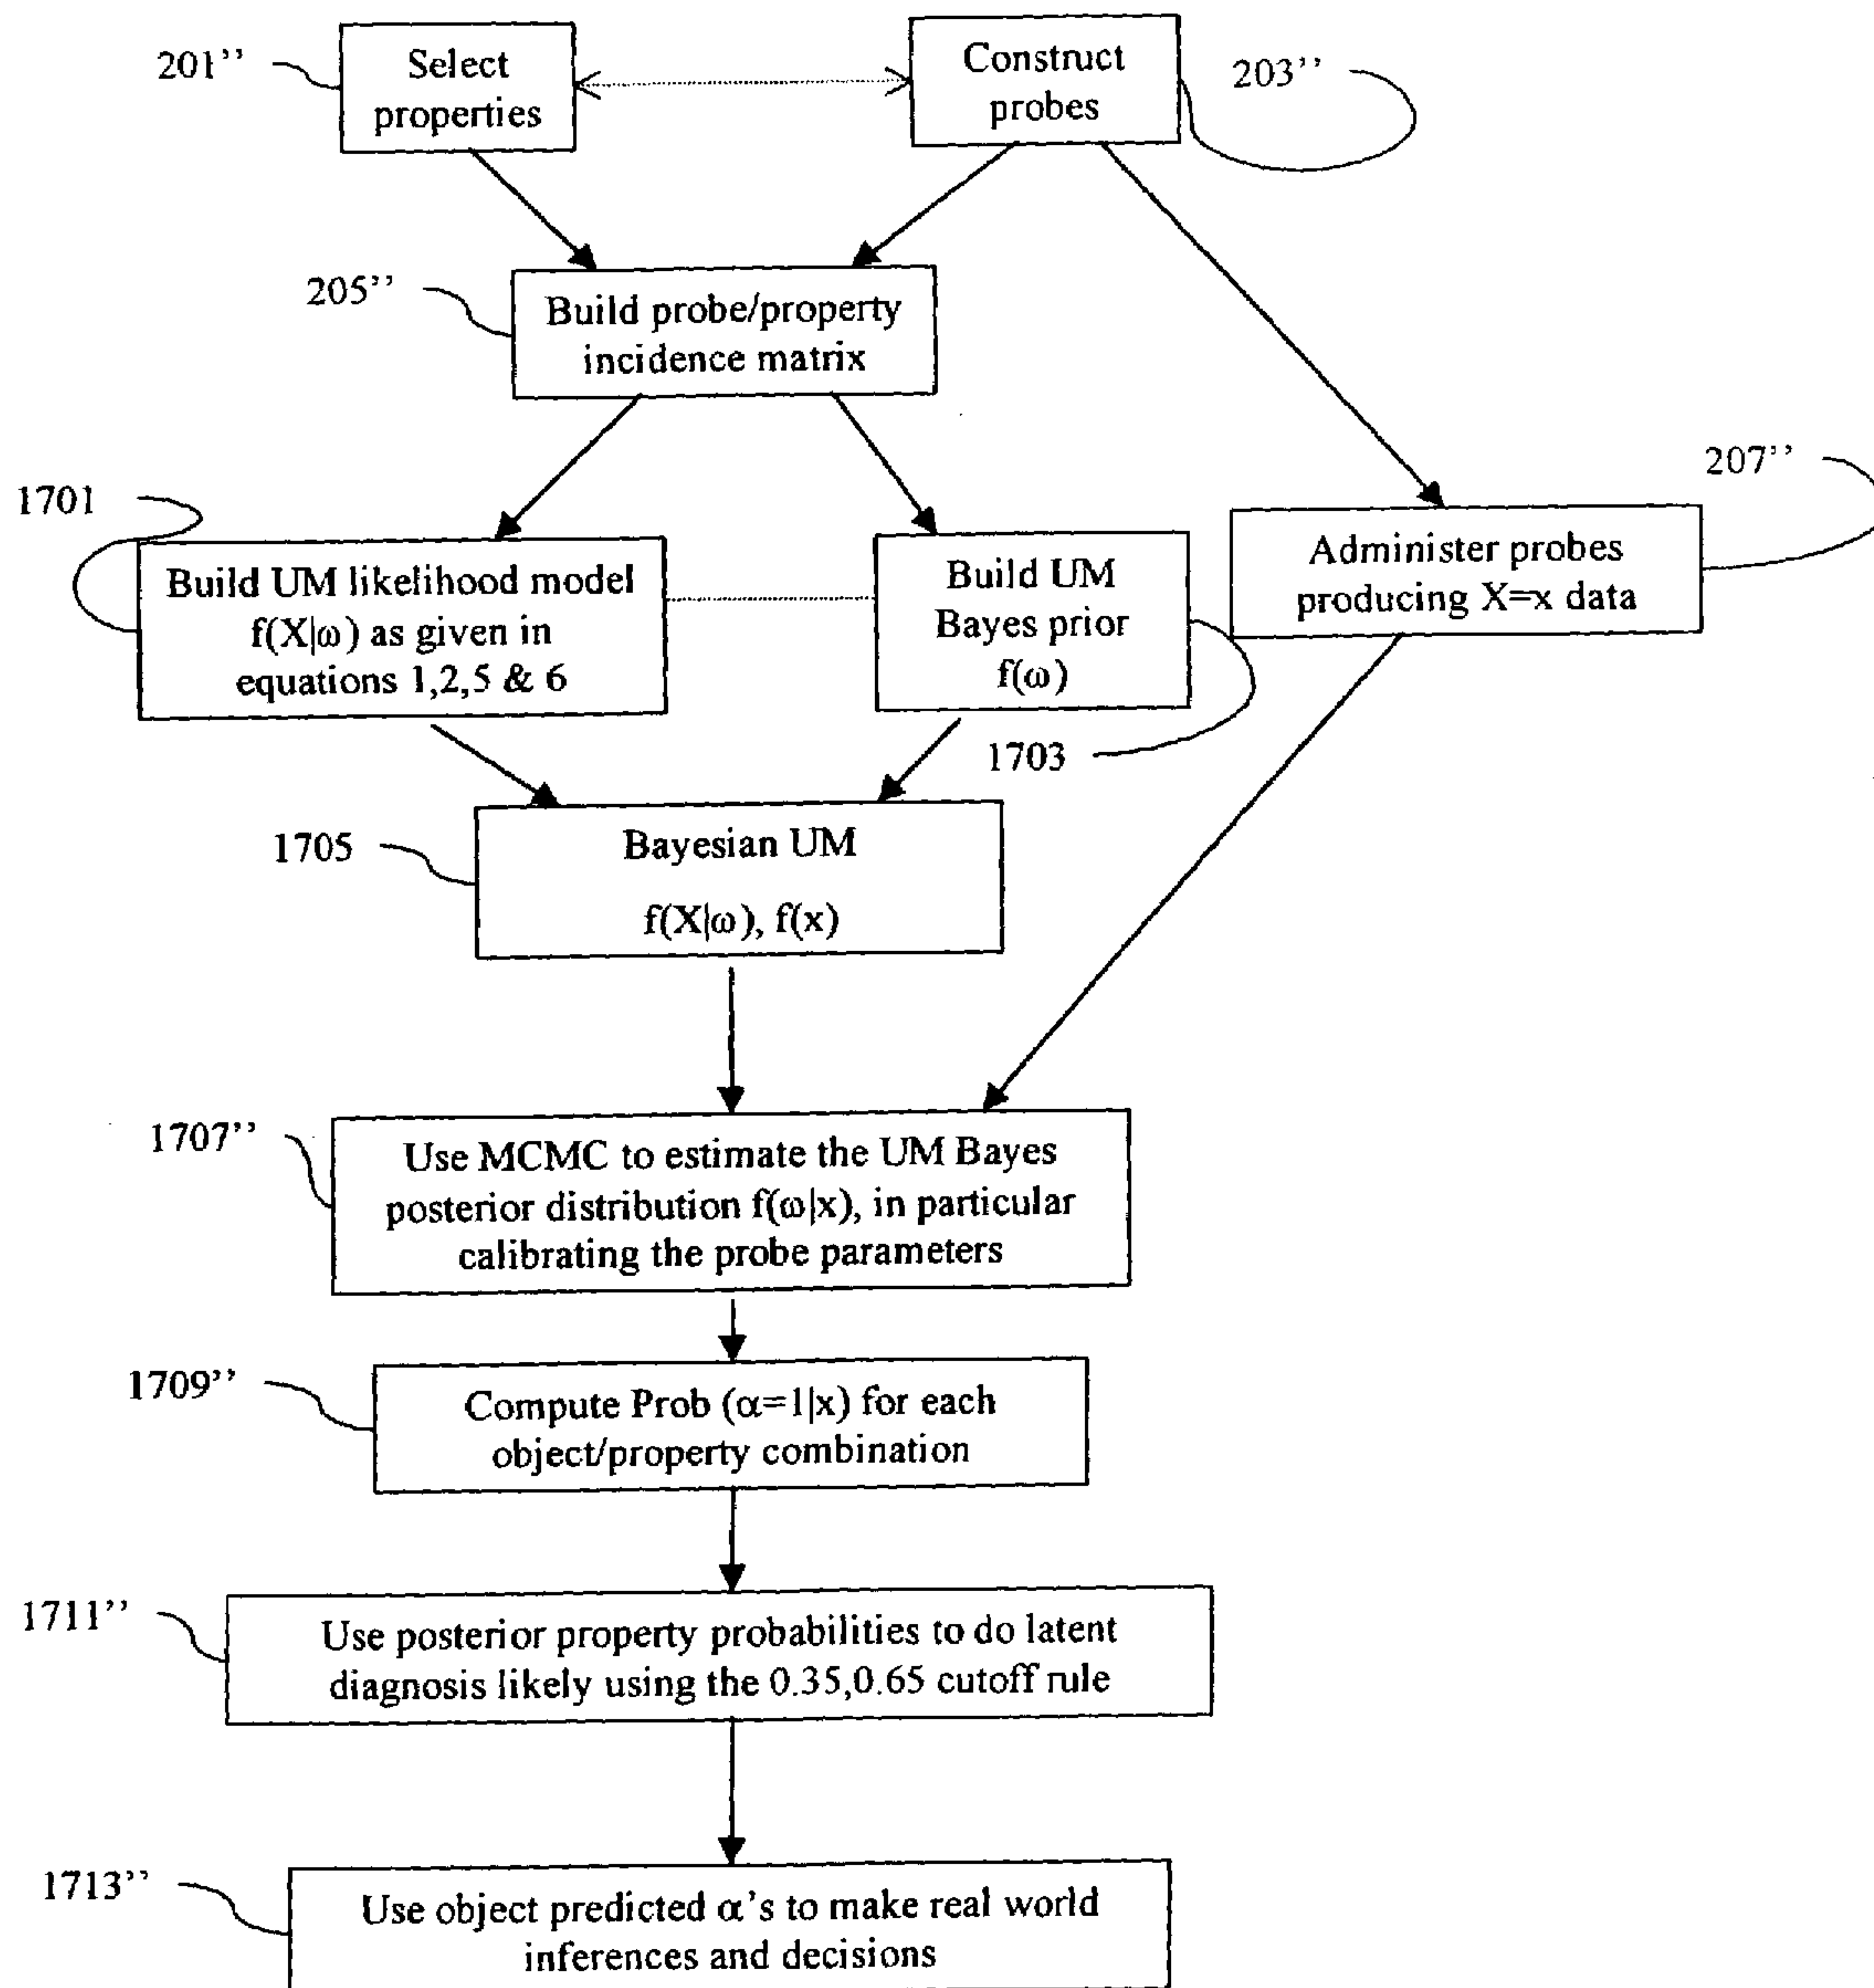 201’’
Select
properties
Construct
probes
203’’
205’’
Build probe/property
incidence matrix
1701
Build UM likelihood model
f(X|ω) as given in
equations 1,2,5 & 6
Build UM
Bayes prior
f(ω)
1703
207’’
Administer probes
producing X=x data
1705
Bayesian UM
f(X|ω), f(x)
1707’’
Use MCMC to estimate the UM Bayes
posterior distribution f(ω|x), in particular
calibrating the probe parameters
1709’’
Compute Prob (α=1|x) for each
object/property combination
1711’’
Use posterior property probabilities to do latent
diagnosis likely using the 0.35,0.65 cutoff rule
1713’’
Use object predicted α’s to make real world
inferences and decisions